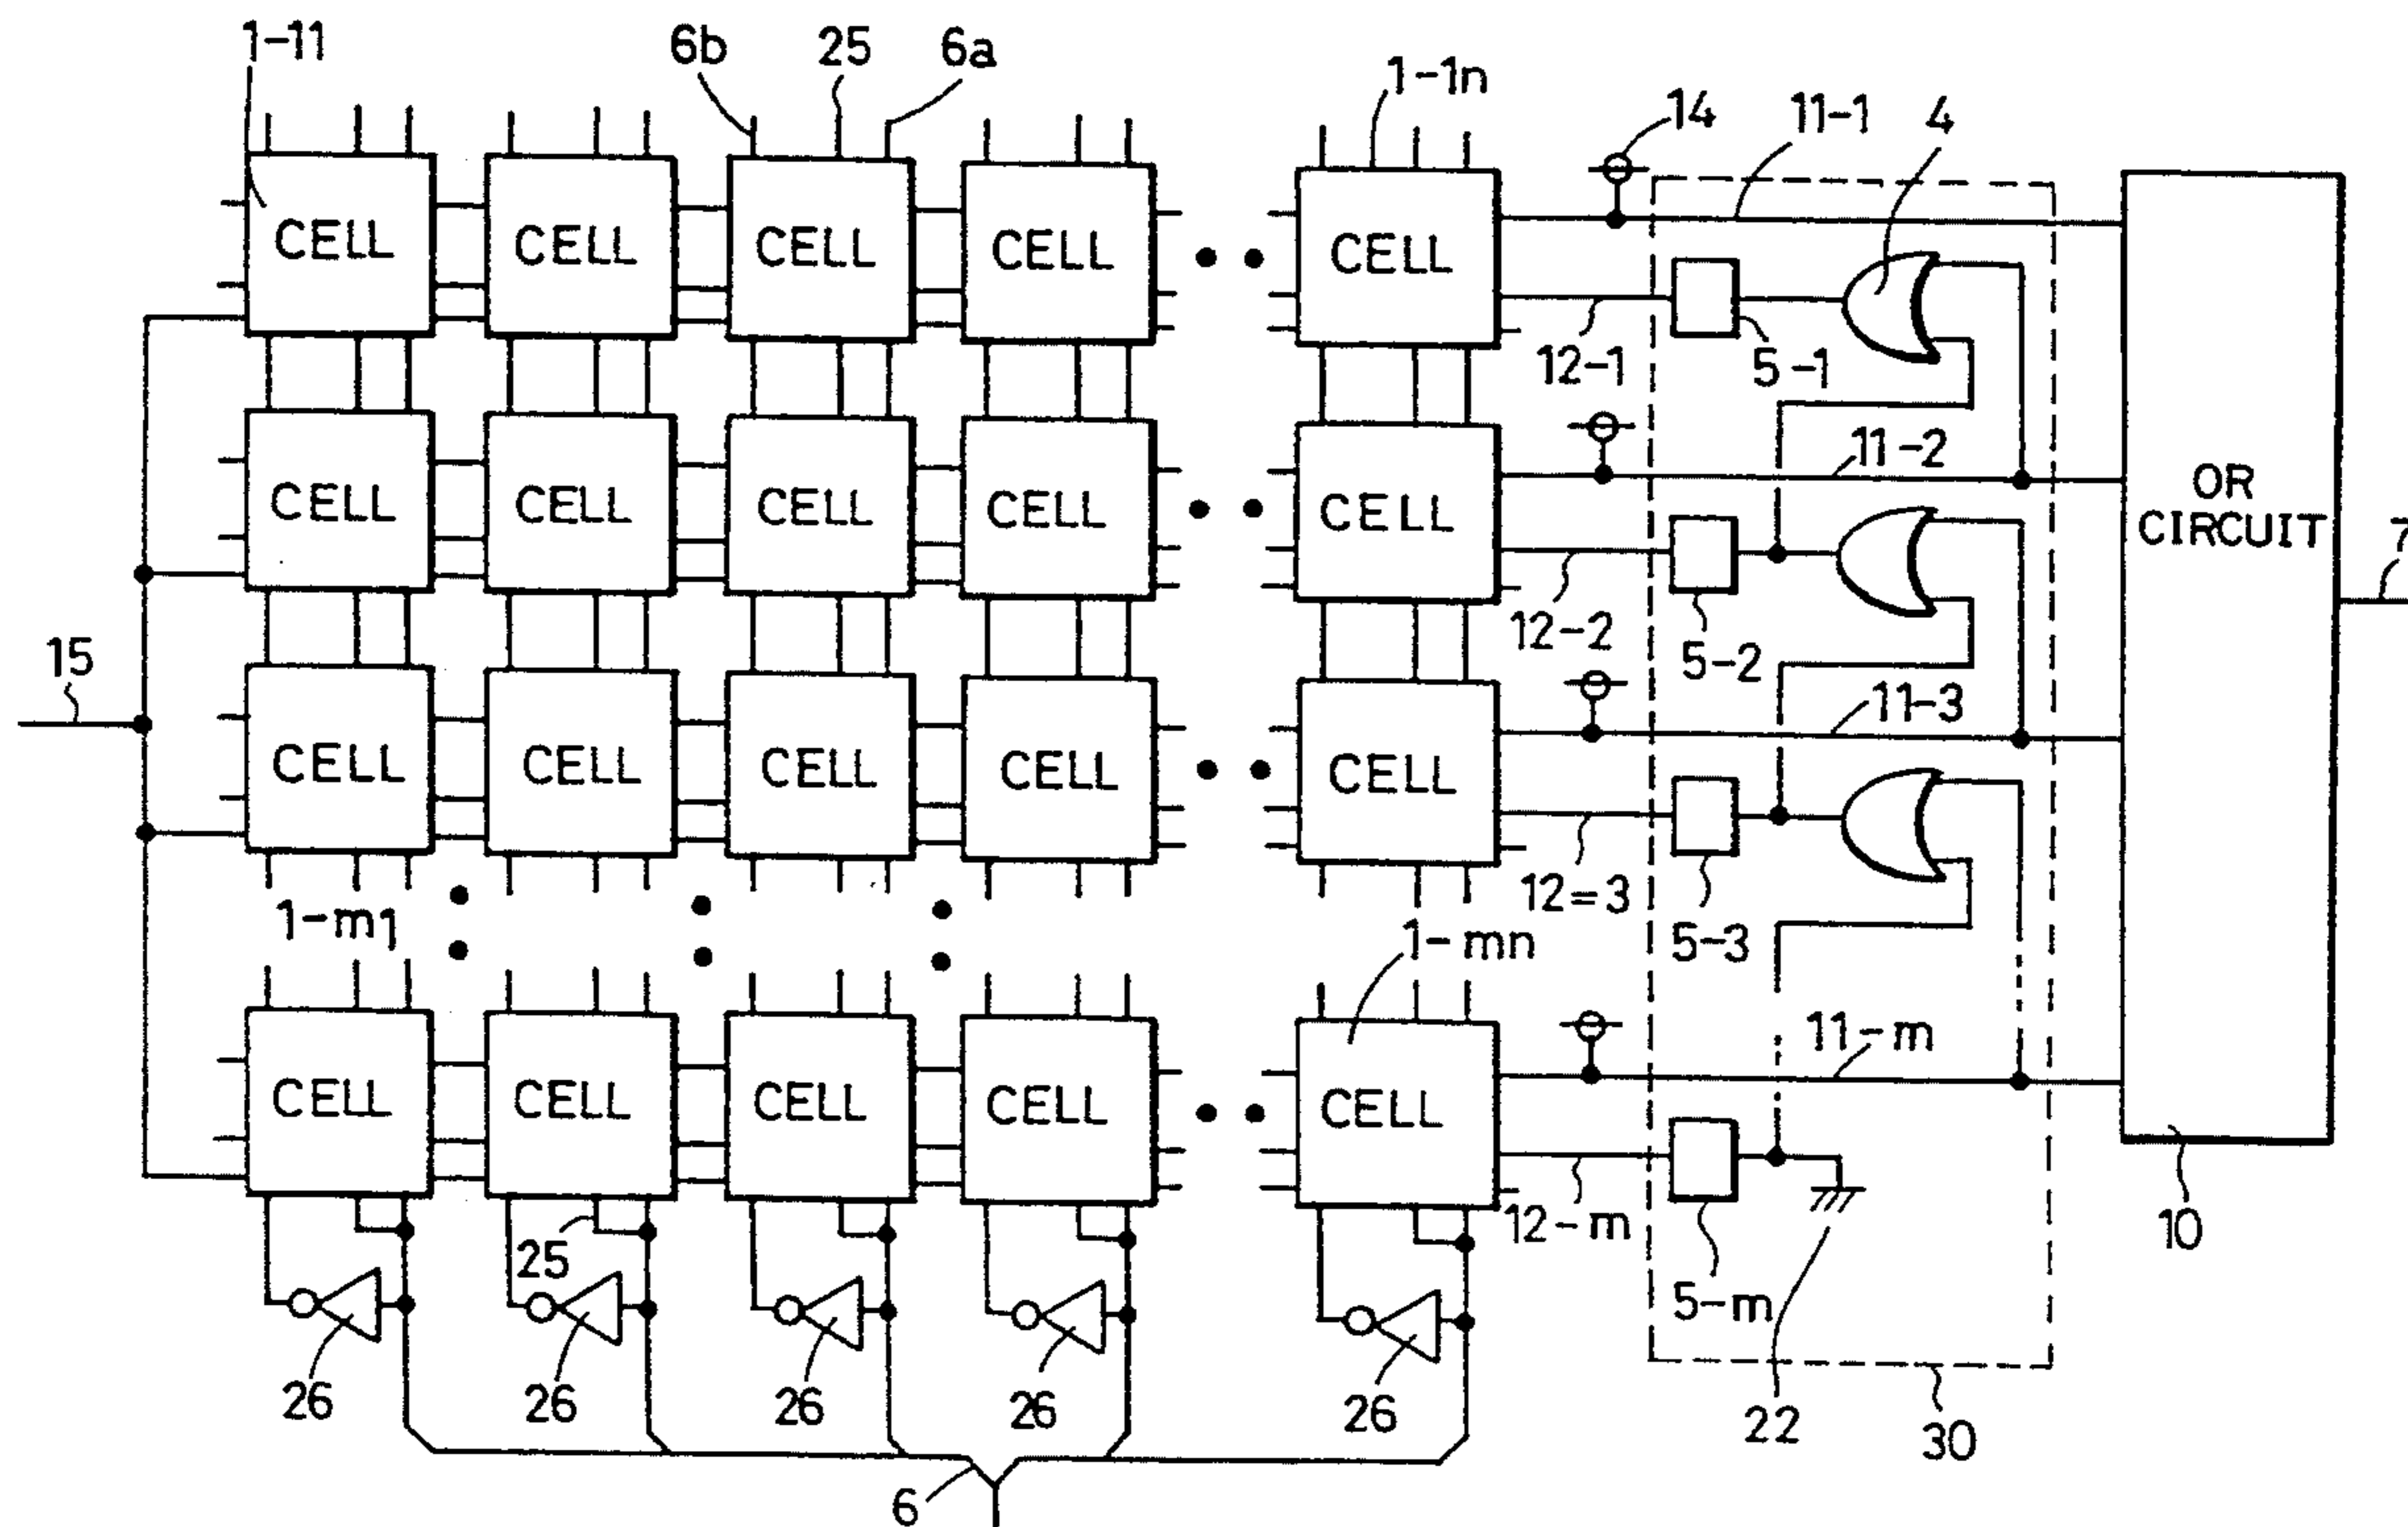 1-11
6b
25
6a
1-1n
14
11-1
4
CELL CELL CELL CELL CELL
12-1
5-1
11-2
CELL CELL CELL CELL CELL
OR
CIRCUIT
7
12-2
5-2
15
11-3
CELL CELL CELL CELL CELL
12=3
5-3
1-m1
1-mn
11-m
CELL CELL CELL CELL CELL
12-m
10
25
5-m
26
26
26
26
26
22
30
6